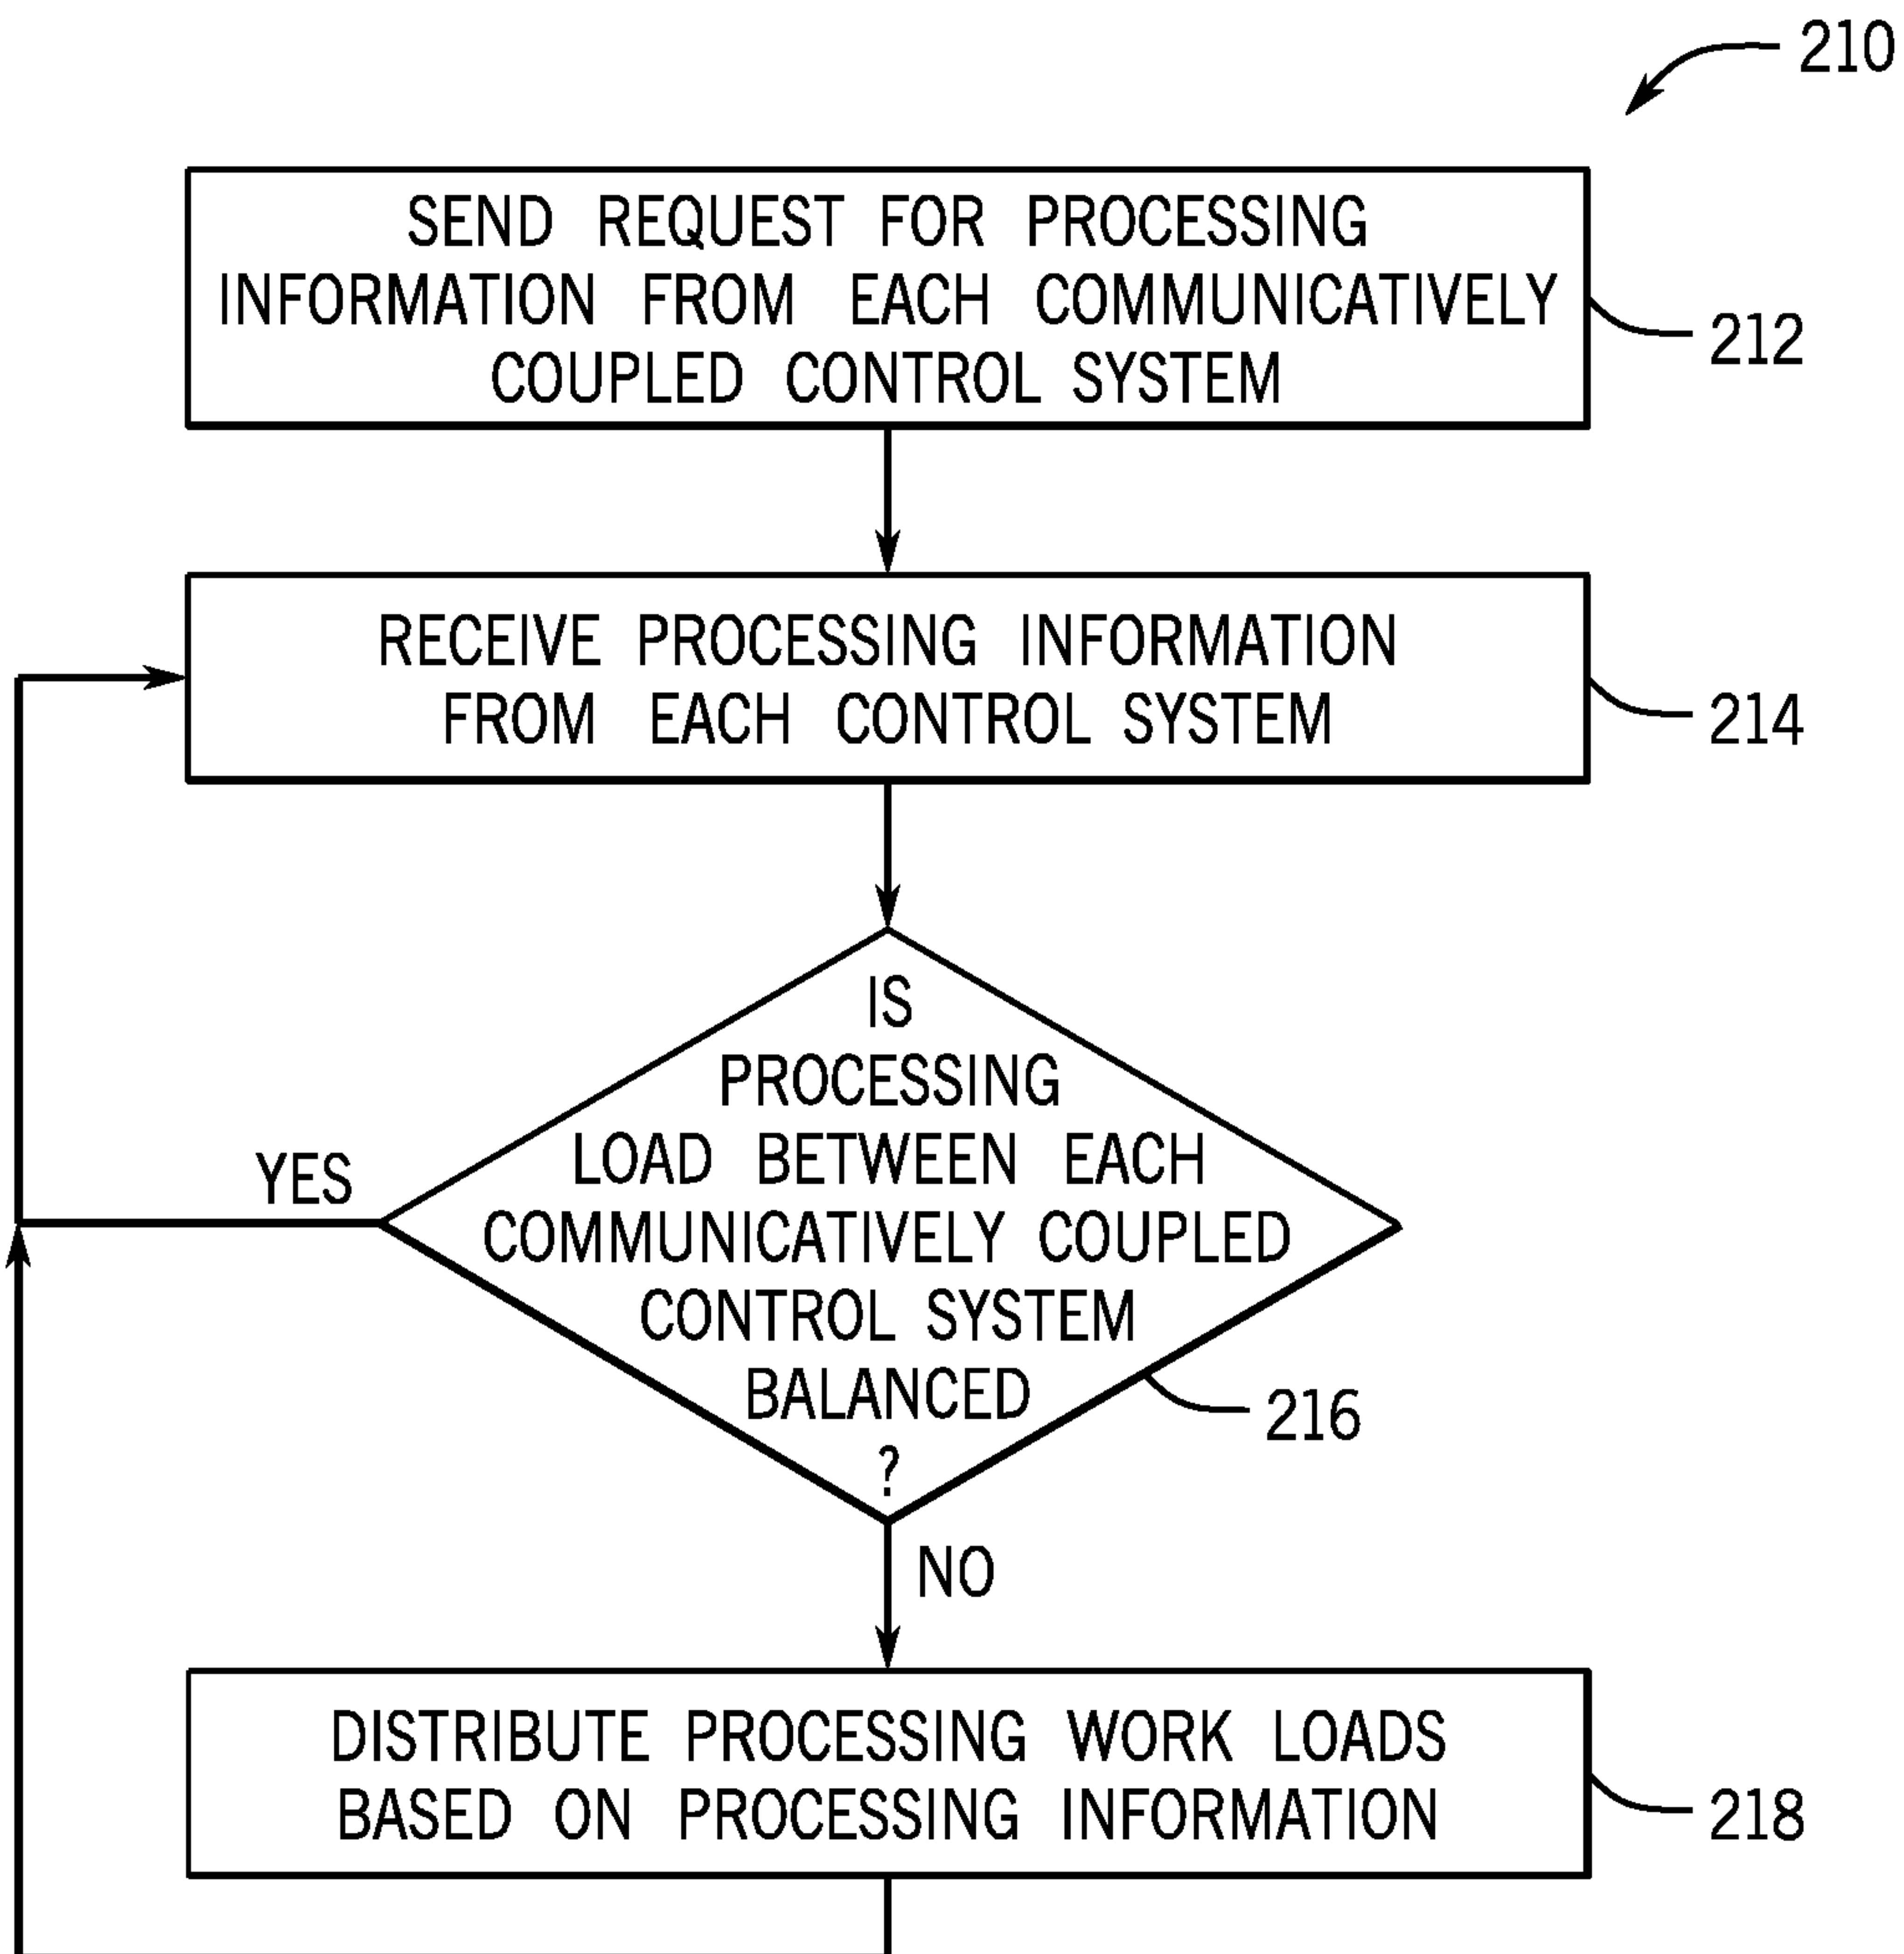 210
SEND REQUEST FOR PROCESSING
INFORMATION FROM EACH COMMUNICATIVELY
COUPLED CONTROL SYSTEM
212
RECEIVE PROCESSING INFORMATION
FROM EACH CONTROL SYSTEM
214
IS
PROCESSING
LOAD BETWEEN EACH
COMMUNICATIVELY COUPLED
CONTROL SYSTEM
BALANCED
?
YES
216
NO
DISTRIBUTE PROCESSING WORK LOADS
BASED ON PROCESSING INFORMATION
218